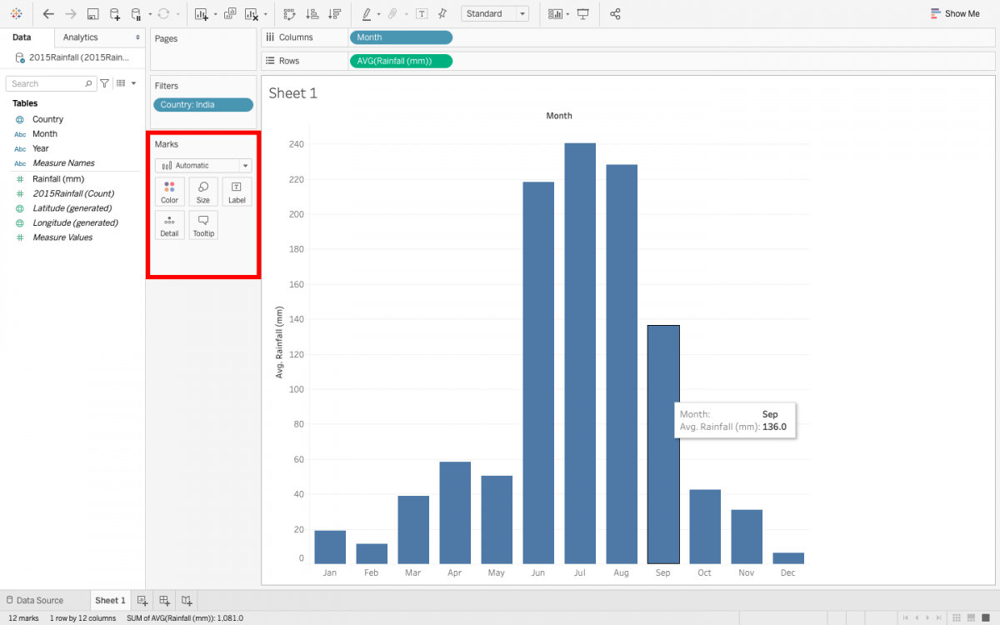 Standard
Show Me
Data
Analytics
2015Rainfall (2015Rain...
Search
Tables
Country
Abc Month
Abc Year
Abc Measure Names
Rainfall (mm)
2015Rainfall (Count)
Latitude (generated)
Longitude (generated)
Measure Values
Pages
Filters
Country: India
Marks
Automatic
Color
Size
Label
Detail
Tooltip
Columns
Month
Rows
AVG(Rainfall (mm))
Sheet 1
Month
Avg. Rainfall (mm)
240
220
200
180
160
140
120
100
80
60
40
20
0
Month: Sep
Avg. Rainfall (mm): 136.0
Jan Feb Mar Apr May Jun Jul Aug Sep Oct Nov Dec
Data Source
Sheet 1
12 marks 1 row by 12 columns SUM of AVG(Rainfall (mm)): 1,081.0